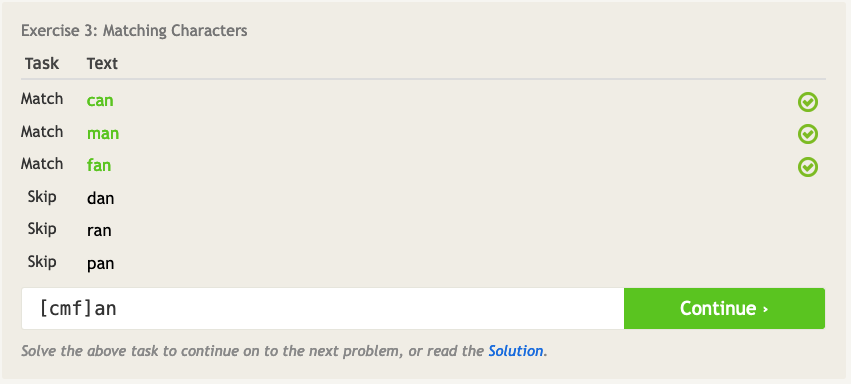 Exercise 3: Matching Characters
Task Text
Match can
Match man
Match fan
Skip dan
Skip ran
Skip pan
[cmf]an Continue ›
Solve the above task to continue on to the next problem, or read the Solution.